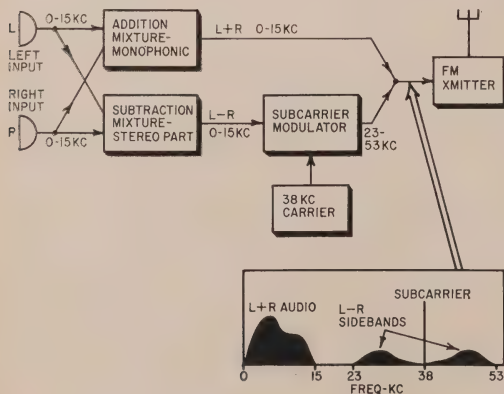 L
0-15KC
LEFT
INPUT
RIGHT
INPUT
P
0-15KC
ADDITION
MIXTURE-
MONOPHONIC
L+R 0-15KC
SUBTRACTION
MIXTURE-
STEREO PART
L-R
0-15KC
SUBCARRIER
MODULATOR
23-
53KC
38KC
CARRIER
FM
XMITTER
L+R AUDIO
SUBCARRIER
L-R
SIDEBANDS
0 15 23 38 53
FREQ-KC